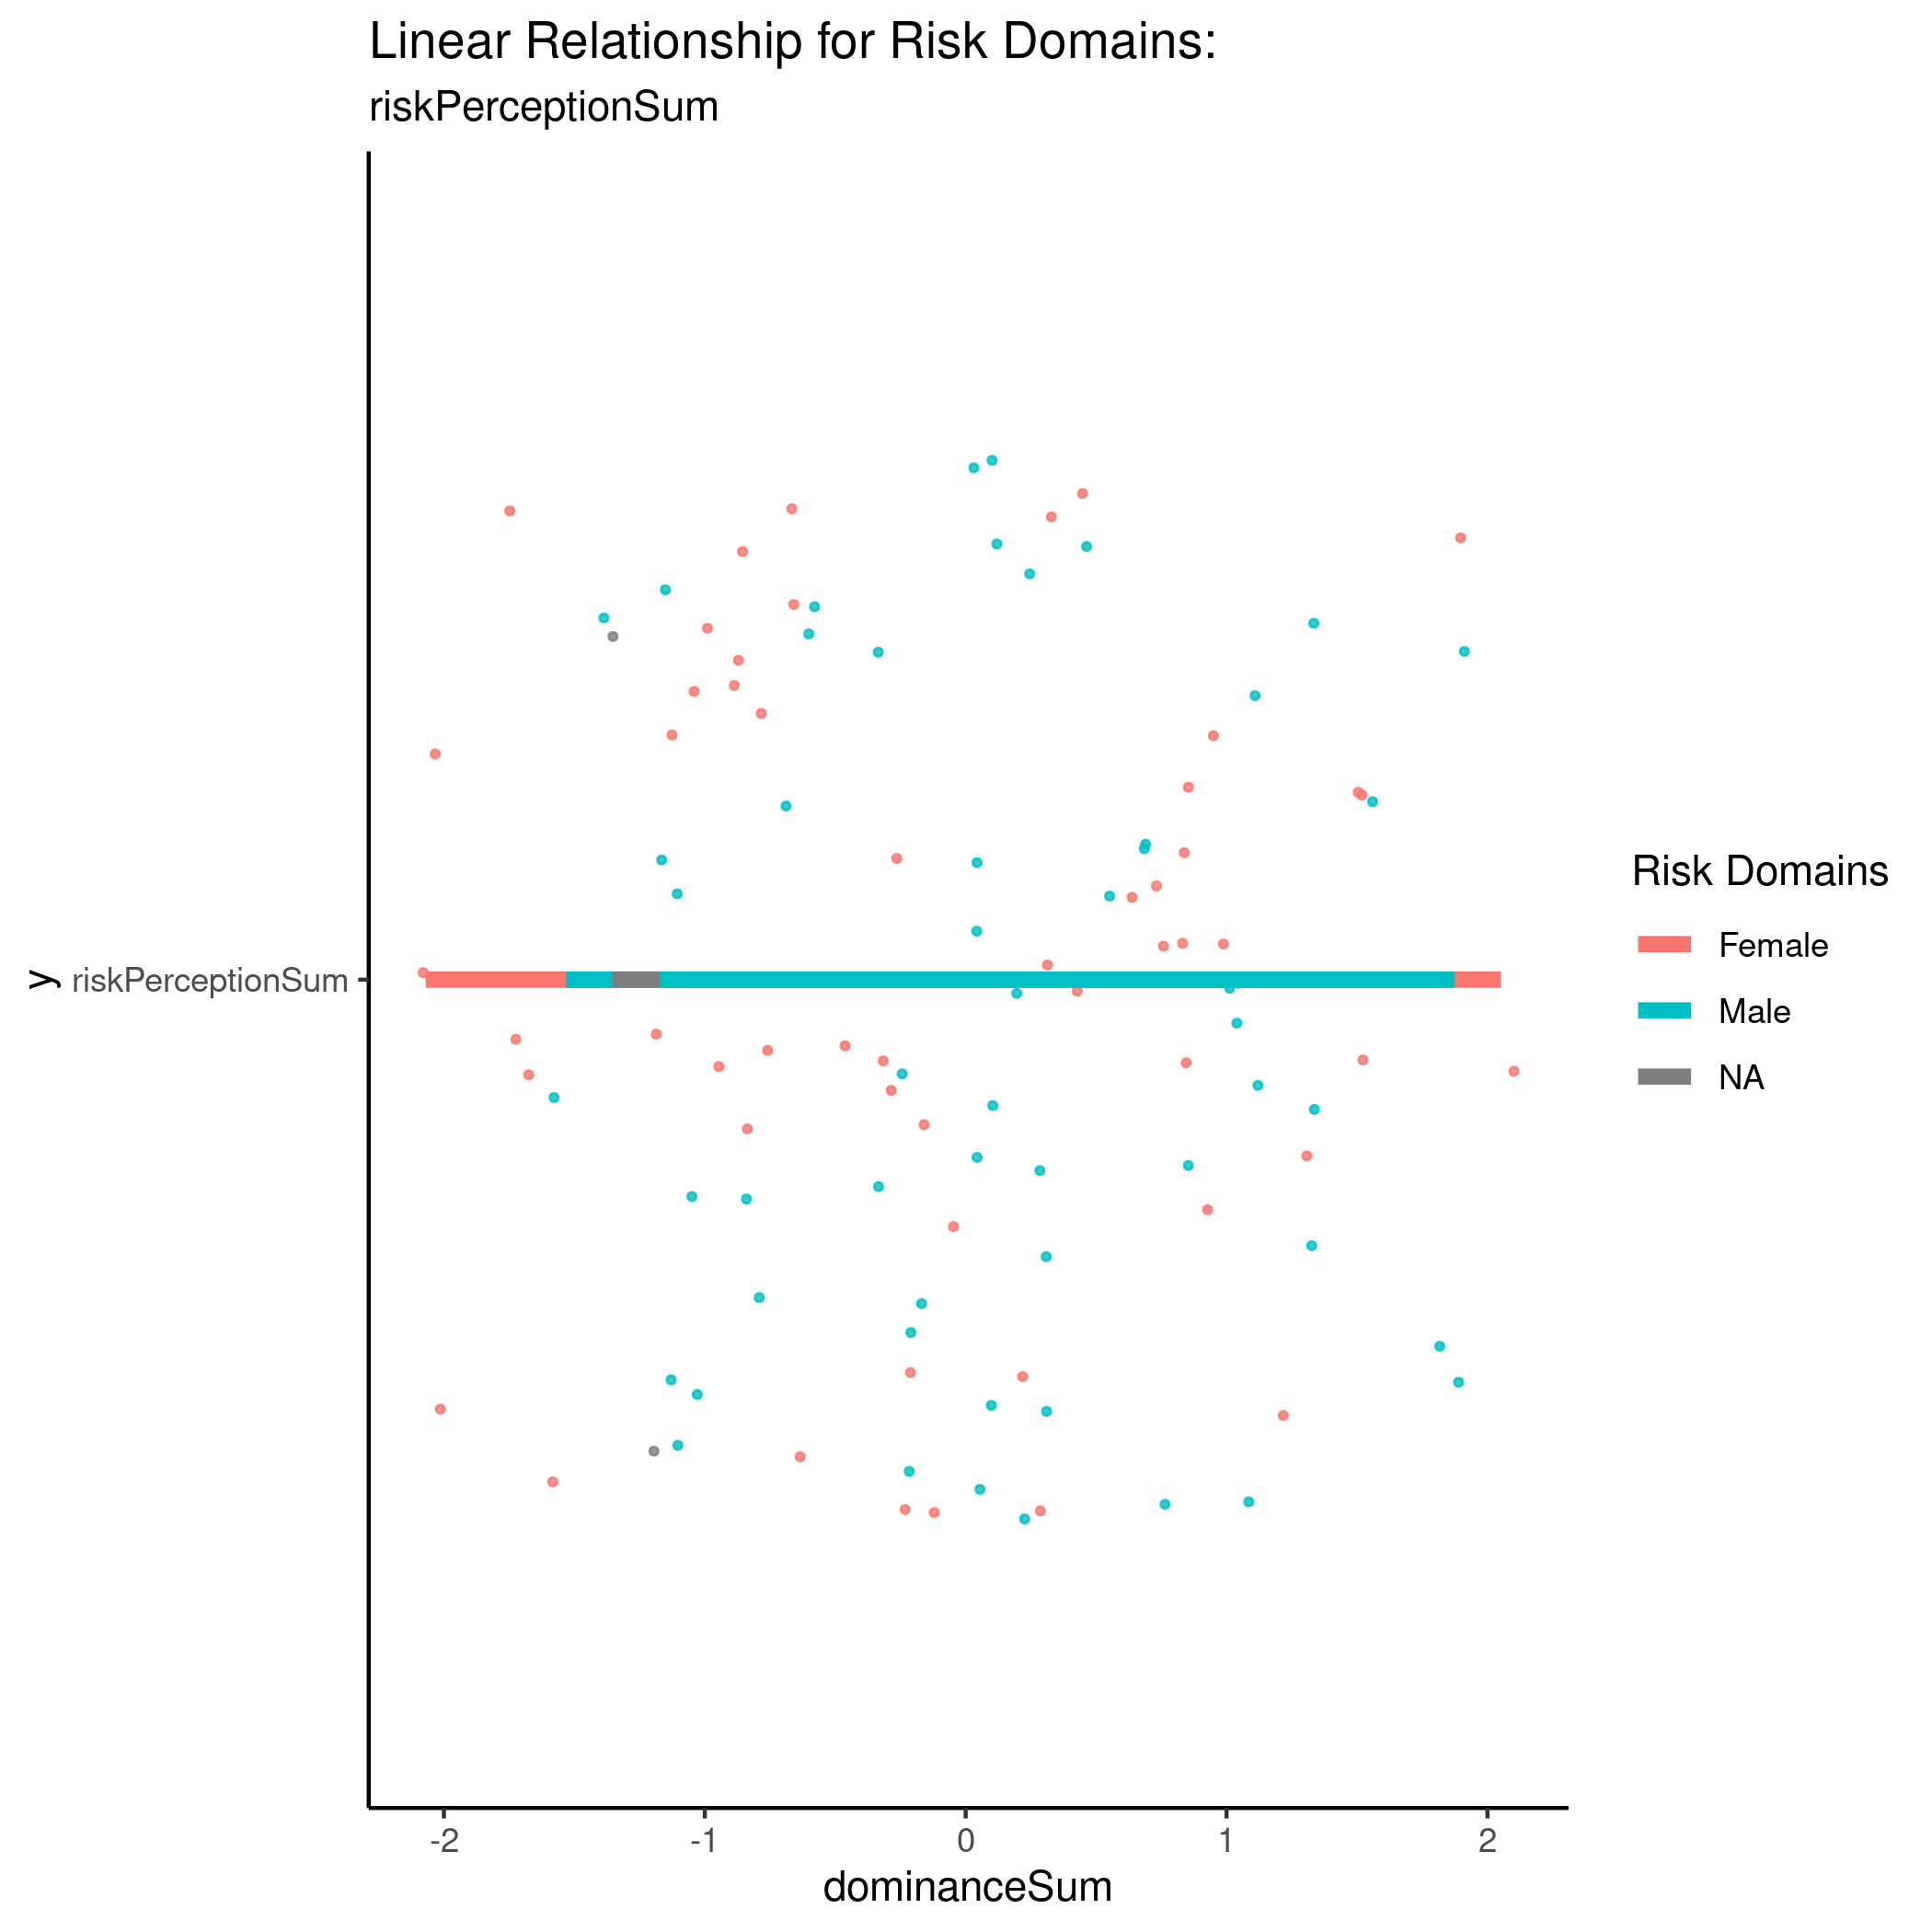 Linear Relationship for Risk Domains:
riskPerceptionSum
y
riskPerceptionSum
Risk Domains
Female
Male
NA
-2 -1 0 1 2
dominanceSum